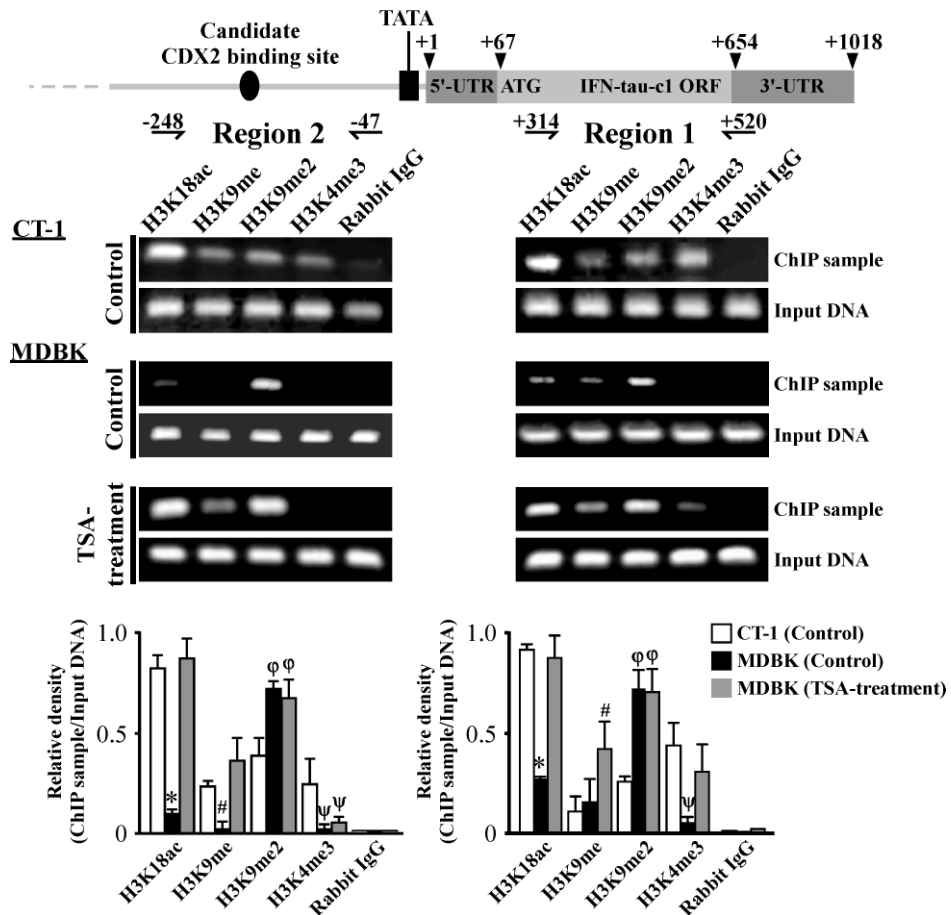 TATA
Candidate
CDX2 binding site
+1
+67
+654
+1018
5'-UTR
ATG
IFN-tau-c1 ORF
3'-UTR
-248
Region 2
-47
+314
Region 1
+520
H3K18ac
H3K9me
H3K9me2
H3K4me3
Rabbit IgG
H3K18ac
H3K9me
H3K9me2
H3K4me3
Rabbit IgG
CT-1
Control
ChIP sample
Input DNA
MDBK
Control
ChIP sample
Input DNA
TSA-
treatment
ChIP sample
Input DNA
Relative density
(ChIP sample/Input DNA)
1.0
0.5
0
*
#
φ
φ
ψ
ψ
H3K18ac
H3K9me
H3K9me2
H3K4me3
Rabbit IgG
Relative density
(ChIP sample/Input DNA)
1.0
0.5
0
*
#
φ
φ
ψ
H3K18ac
H3K9me
H3K9me2
H3K4me3
Rabbit IgG
CT-1 (Control)
MDBK (Control)
MDBK (TSA-treatment)